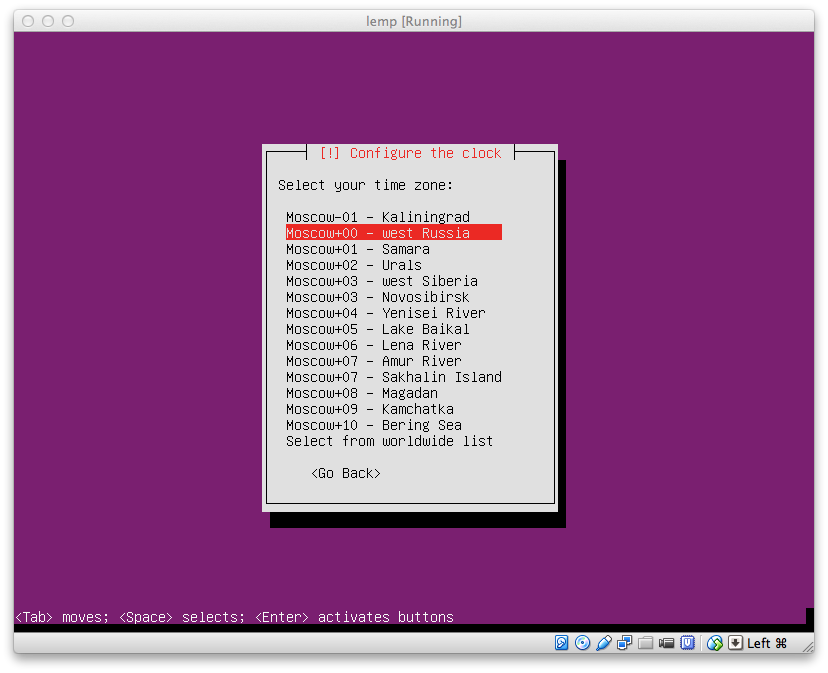 lemp [Running]
[!] Configure the clock
Select your time zone:
Moscow-01 - Kaliningrad
Moscow+00 - west Russia
Moscow+01 - Samara
Moscow+02 - Urals
Moscow+03 - west Siberia
Moscow+03 - Novosibirsk
Moscow+04 - Yenisei River
Moscow+05 - Lake Baikal
Moscow+06 - Lena River
Moscow+07 - Amur River
Moscow+07 - Sakhalin Island
Moscow+08 - Magadan
Moscow+09 - Kamchatka
Moscow+10 - Bering Sea
Select from worldwide list
<Go Back>
<Tab> moves; <Space> selects; <Enter> activates buttons
Left ⌘